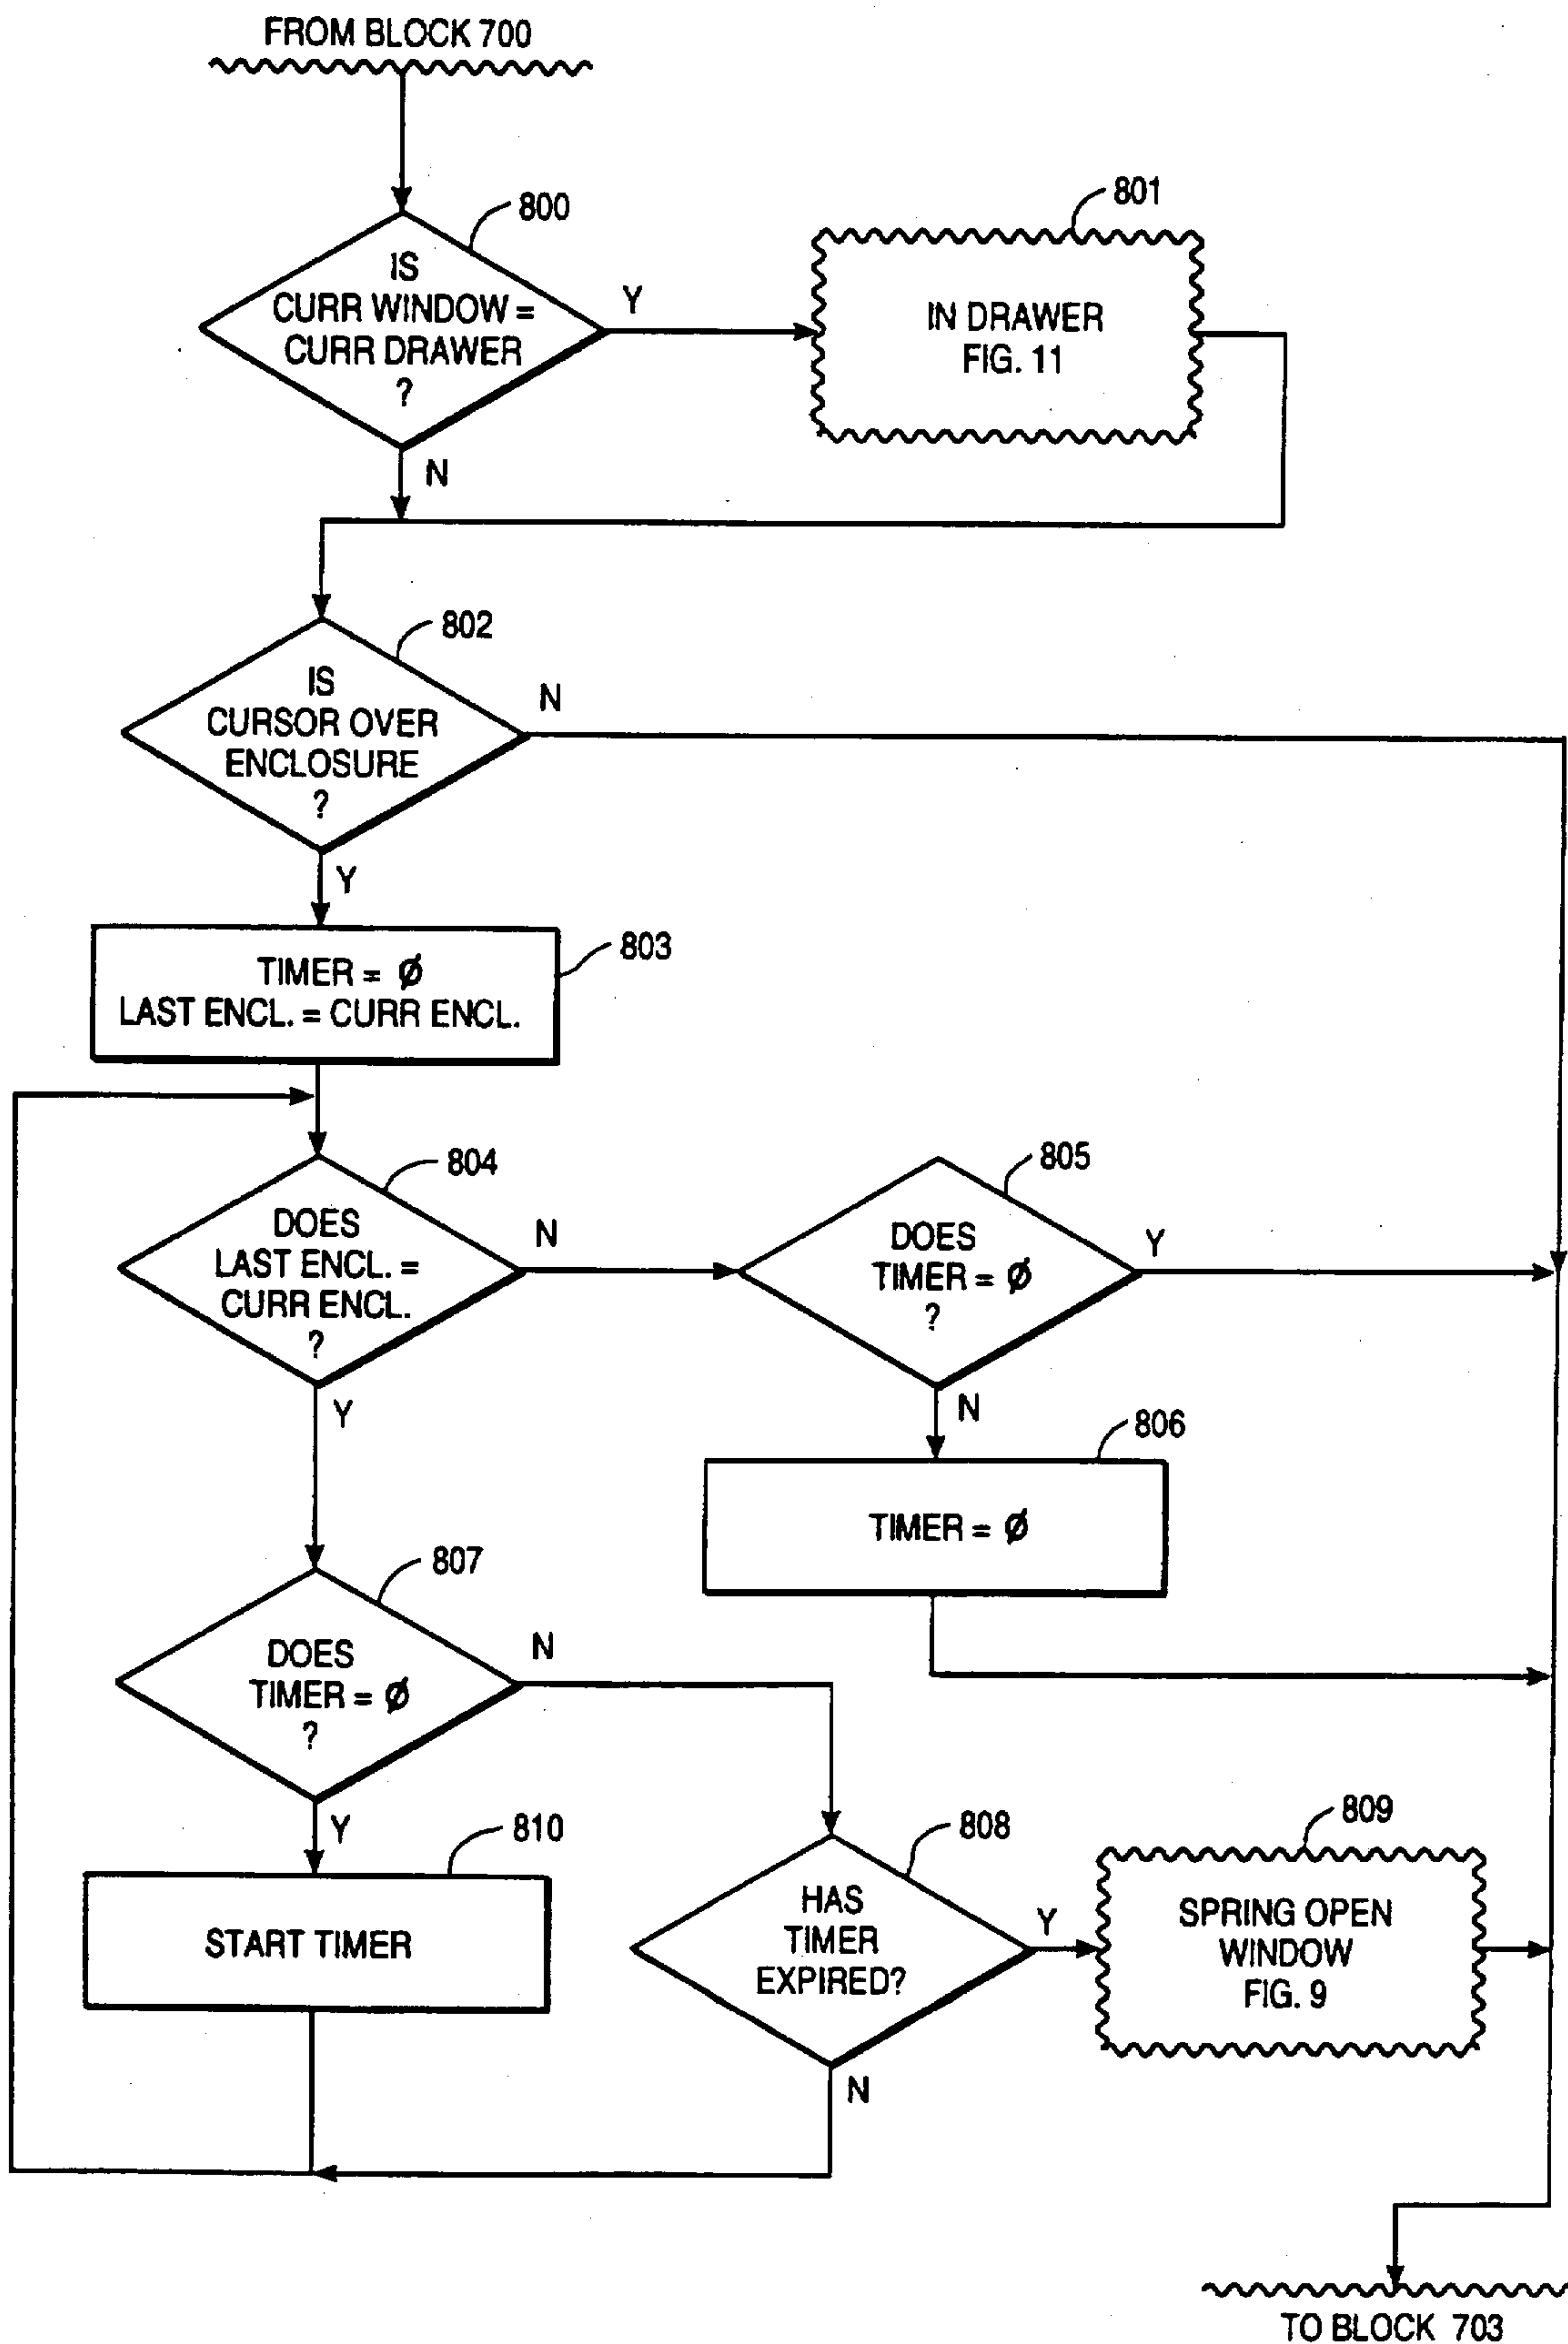 FROM BLOCK 700
800
IS
CURR WINDOW =
CURR DRAWER
?
Y
N
801
IN DRAWER
FIG. 11
802
IS
CURSOR OVER
ENCLOSURE
?
N
Y
803
TIMER = Ø
LAST ENCL. = CURR ENCL.
804
DOES
LAST ENCL. =
CURR ENCL.
?
N
Y
805
DOES
TIMER = Ø
?
Y
N
806
TIMER = Ø
807
DOES
TIMER = Ø
?
N
Y
810
START TIMER
808
HAS
TIMER
EXPIRED?
Y
N
809
SPRING OPEN
WINDOW
FIG. 9
TO BLOCK 703